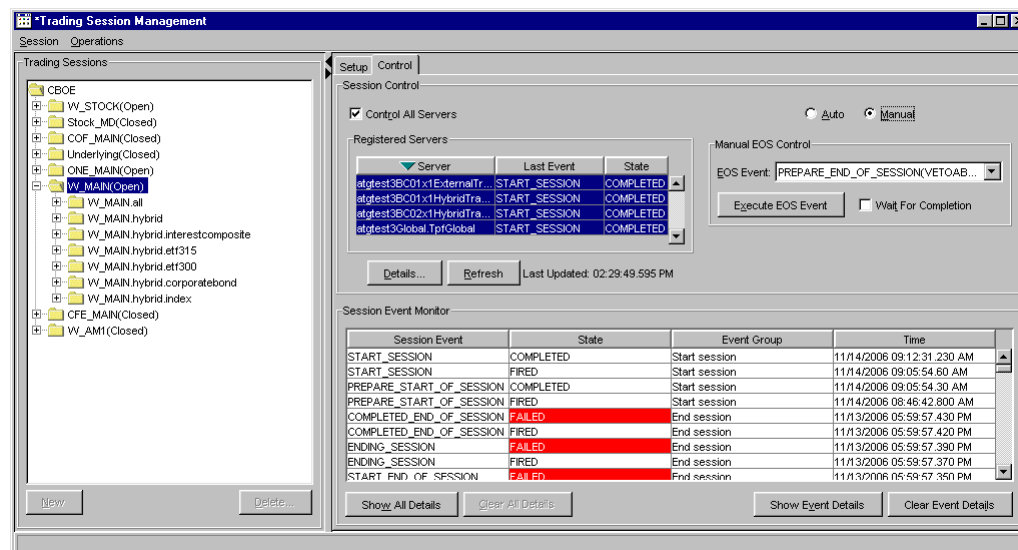 *Trading Session Management
Session Operations
Trading Sessions
CBOE
W_STOCK(Open)
Stock_MD(Closed)
COF_MAIN(Closed)
Underlying(Closed)
ONE_MAIN(Open)
W_MAIN(Open)
W_MAIN.all
W_MAIN.hybrid
W_MAIN.hybrid.interestcomposite
W_MAIN.hybrid.etf315
W_MAIN.hybrid.etf300
W_MAIN.hybrid.corporatebond
W_MAIN.hybrid.index
CFE_MAIN(Closed)
W_AM1(Closed)
New Delete...
Setup Control
Session Control
Control All Servers
Auto Manual
Registered Servers
Server Last Event State
atgtest3BC01x1ExternalTr... START_SESSION COMPLETED
atgtest3BC01x1HybridTra... START_SESSION COMPLETED
atgtest3BC02x1HybridTra... START_SESSION COMPLETED
atgtest3Global.TpfGlobal START_SESSION COMPLETED
Manual EOS Control
EOS Event: PREPARE_END_OF_SESSION(VETOAB...
Execute EOS Event Wait For Completion
Details... Refresh Last Updated: 02:29:49.595 PM
Session Event Monitor
Session Event State Event Group Time
START_SESSION COMPLETED Start session 11/14/2006 09:12:31.230 AM
START_SESSION FIRED Start session 11/14/2006 09:05:54.60 AM
PREPARE_START_OF_SESSION COMPLETED Start session 11/14/2006 09:05:54.30 AM
PREPARE_START_OF_SESSION FIRED Start session 11/14/2006 08:46:42.800 AM
COMPLETED_END_OF_SESSION FAILED End session 11/13/2006 05:59:57.430 PM
COMPLETED_END_OF_SESSION FIRED End session 11/13/2006 05:59:57.420 PM
ENDING_SESSION FAILED End session 11/13/2006 05:59:57.390 PM
ENDING_SESSION FIRED End session 11/13/2006 05:59:57.370 PM
START_END_OF_SESSION FAILED End session 11/13/2006 05:59:57.350 PM
Show All Details Clear All Details Show Event Details Clear Event Details